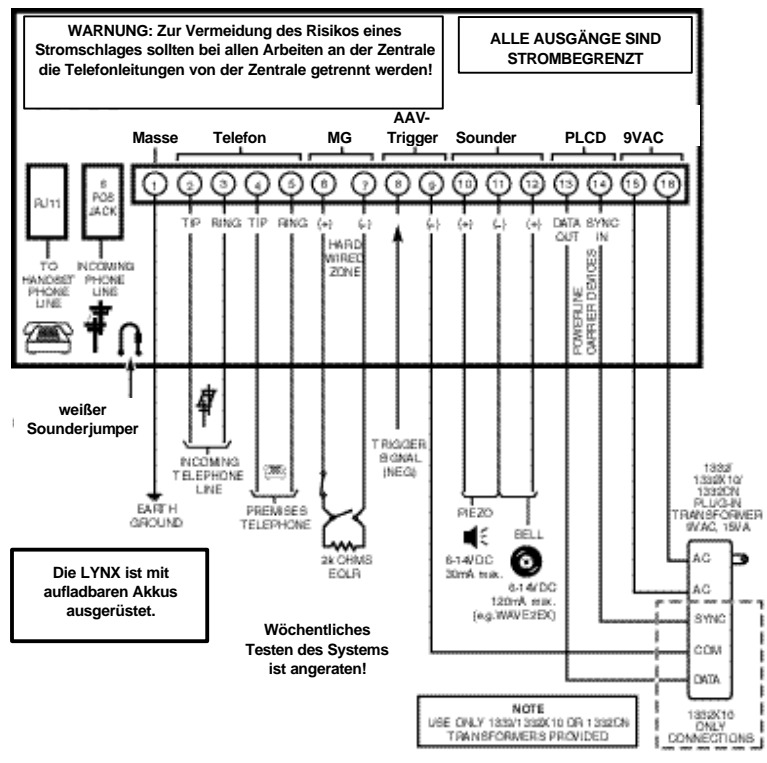 WARNUNG: Zur Vermeidung des Risikos eines
Stromschlages sollten bei allen Arbeiten an der Zentrale
die Telefonleitungen von der Zentrale getrennt werden!
ALLE AUSGÄNGE SIND
STROMBEGRENZT
Masse
Telefon
MG
AAV-
Trigger
Sounder
PLCD
9VAC
RJ11
8
POS
JACK
1
2
3
4
5
6
7
8
9
10
11
12
13
14
15
16
TIP
RING
TIP
RING
(+)
(-)
(-)
(+)
(-)
(+)
DATA
OUT
SYNC
IN
HARD
WIRED
ZONE
POWERLINE
CARRIER DEVICES
TO
HANDSET
PHONE
LINE
INCOMING
PHONE
LINE
weißer
Sounderjumper
INCOMING
TELEPHONE
LINE
EARTH
GROUND
PREMISES
TELEPHONE
TRIGGER
SIGNAL
(NEG)
2k OHMS
EOLR
PIEZO
6-14VDC
30mA max.
BELL
6-14VDC
120mA max.
(e.g. WAVE2EX)
1332/
1332X10/
1332CN
PLUG-IN
TRANSFORMER
9VAC, 15VA
AC
AC
SYNC
COM
DATA
1332X10
ONLY
CONNECTIONS
Die LYNX ist mit
aufladbaren Akkus
ausgerüstet.
Wöchentliches
Testen des Systems
ist angeraten!
NOTE
USE ONLY 1332/1332X10 OR 1332CN
TRANSFORMERS PROVIDED